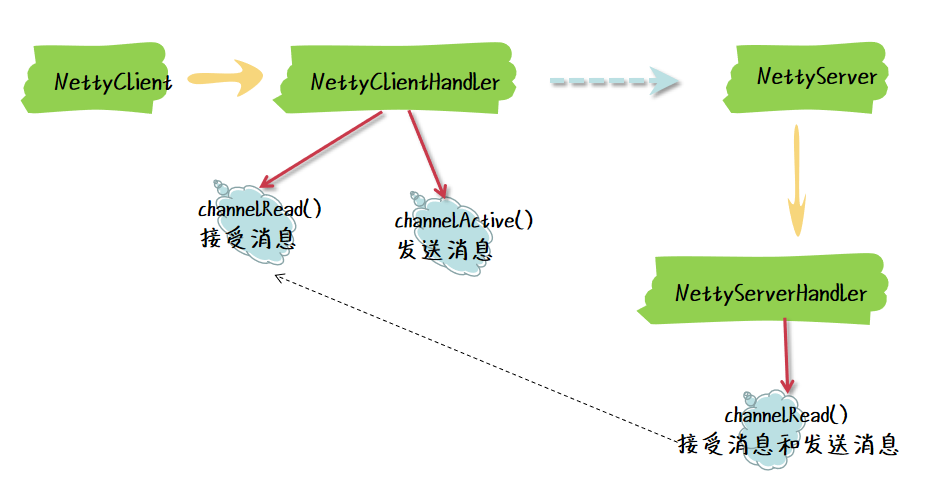 NettyClient
NettyClientHandler
NettyServer
channelRead()
接受消息
channelActive()
发送消息
NettyServerHandler
channelRead()
接受消息和发送消息